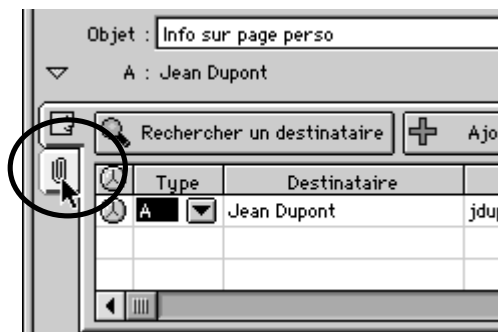 Objet : Info sur page perso
A : Jean Dupont
Rechercher un destinataire Ajo
Type Destinataire
A Jean Dupont jdu